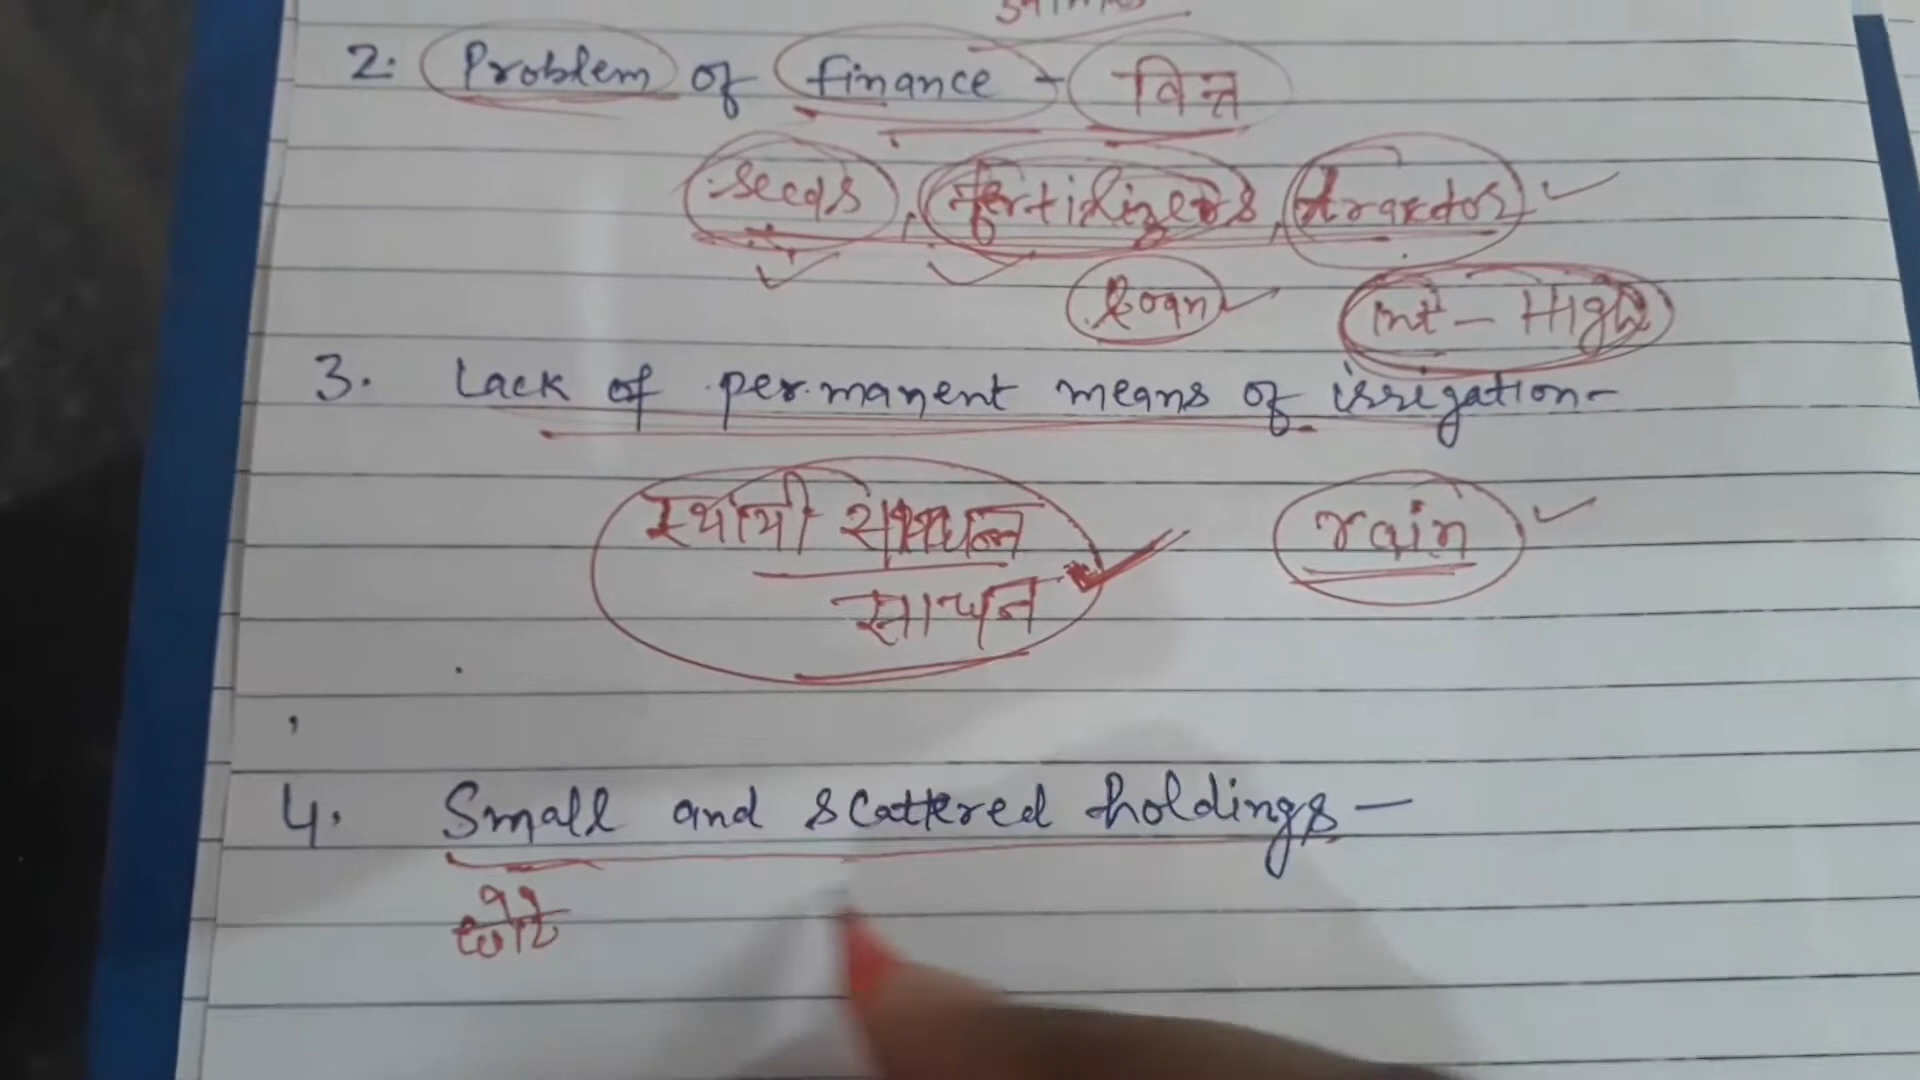 2. Problem of finance - वित्त
seeds, fertilizers, traktor
loan Int - High
3. Lack of permanent means of irrigation-
स्थायी rain
साधन
4. Small and scattered holdings-
छोटे